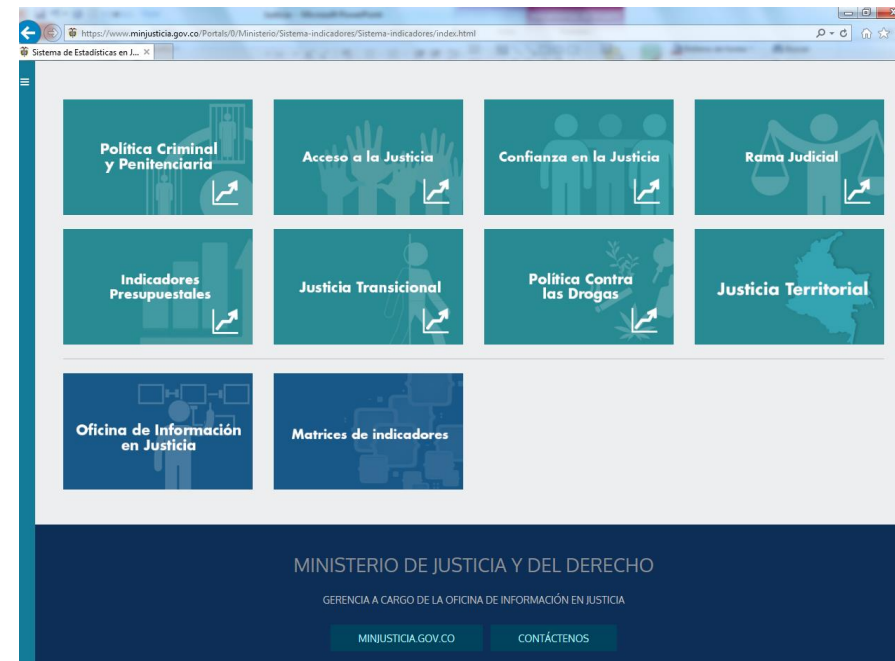 https://www.minjusticia.gov.co/Portals/0/Ministerio/Sistema-indicadores/Sistema-indicadores/index.html
Sistema de Estadísticas en J...
Política Criminal
y Penitenciaria
Acceso a la Justicia
Confianza en la Justicia
Rama Judicial
Indicadores
Presupuestales
Justicia Transicional
Política Contra
las Drogas
Justicia Territorial
Oficina de Información
en Justicia
Matrices de indicadores
MINISTERIO DE JUSTICIA Y DEL DERECHO
GERENCIA A CARGO DE LA OFICINA DE INFORMACIÓN EN JUSTICIA
MINJUSTICIA.GOV.CO
CONTÁCTENOS